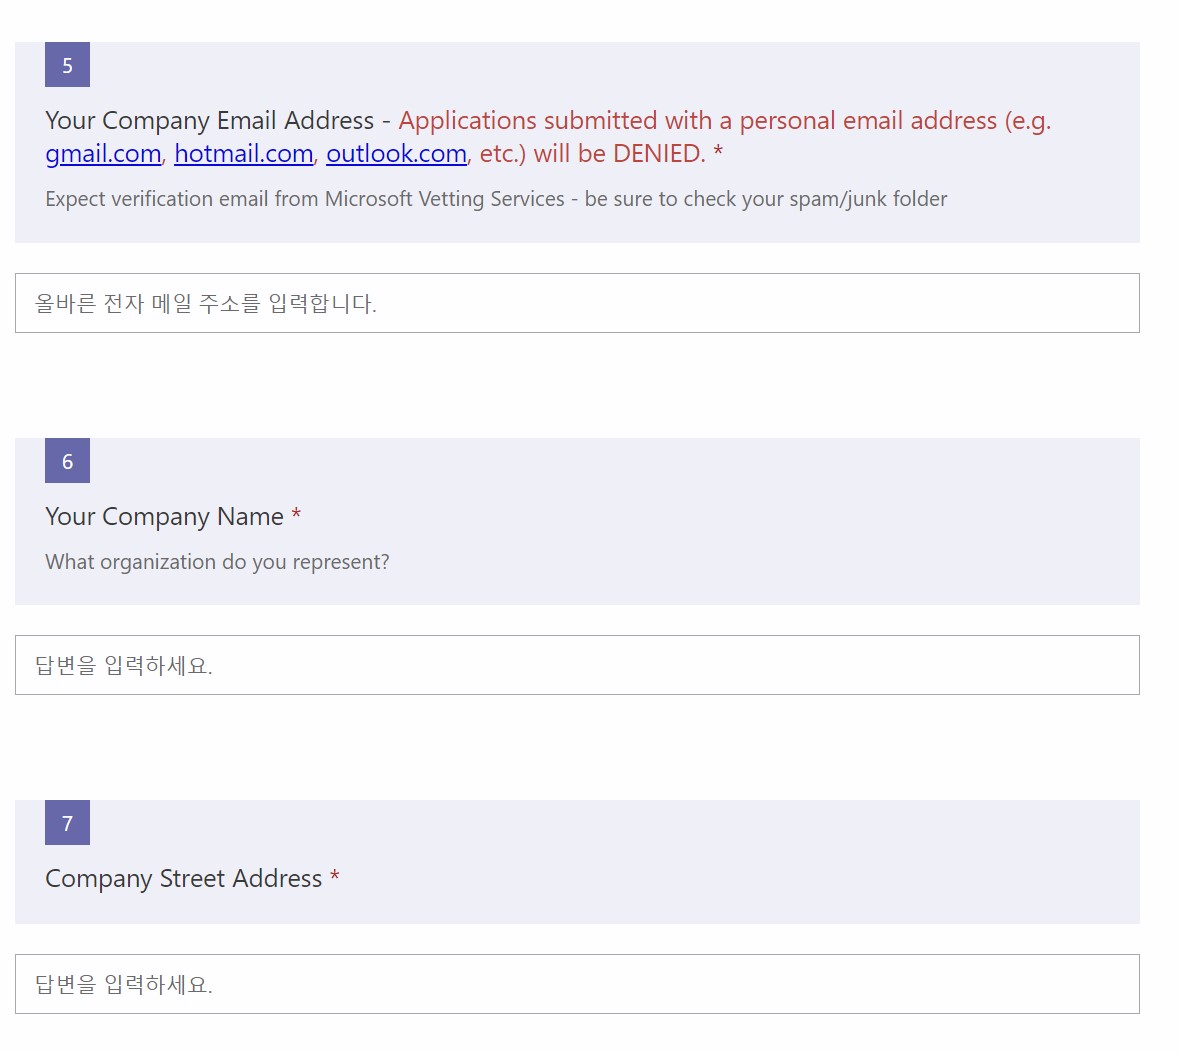 5
Your Company Email Address - Applications submitted with a personal email address (e.g.
gmail.com, hotmail.com, outlook.com, etc.) will be DENIED. *
Expect verification email from Microsoft Vetting Services - be sure to check your spam/junk folder
올바른 전자 메일 주소를 입력합니다.
6
Your Company Name *
What organization do you represent?
답변을 입력하세요.
7
Company Street Address *
답변을 입력하세요.